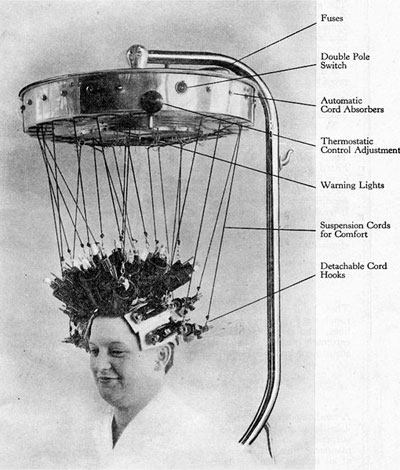 Fuses
Double Pole
Switch
Automatic
Cord Absorbers
Thermostatic
Control Adjustment
Warning Lights
Suspension Cords
for Comfort
Detachable Cord
Hooks